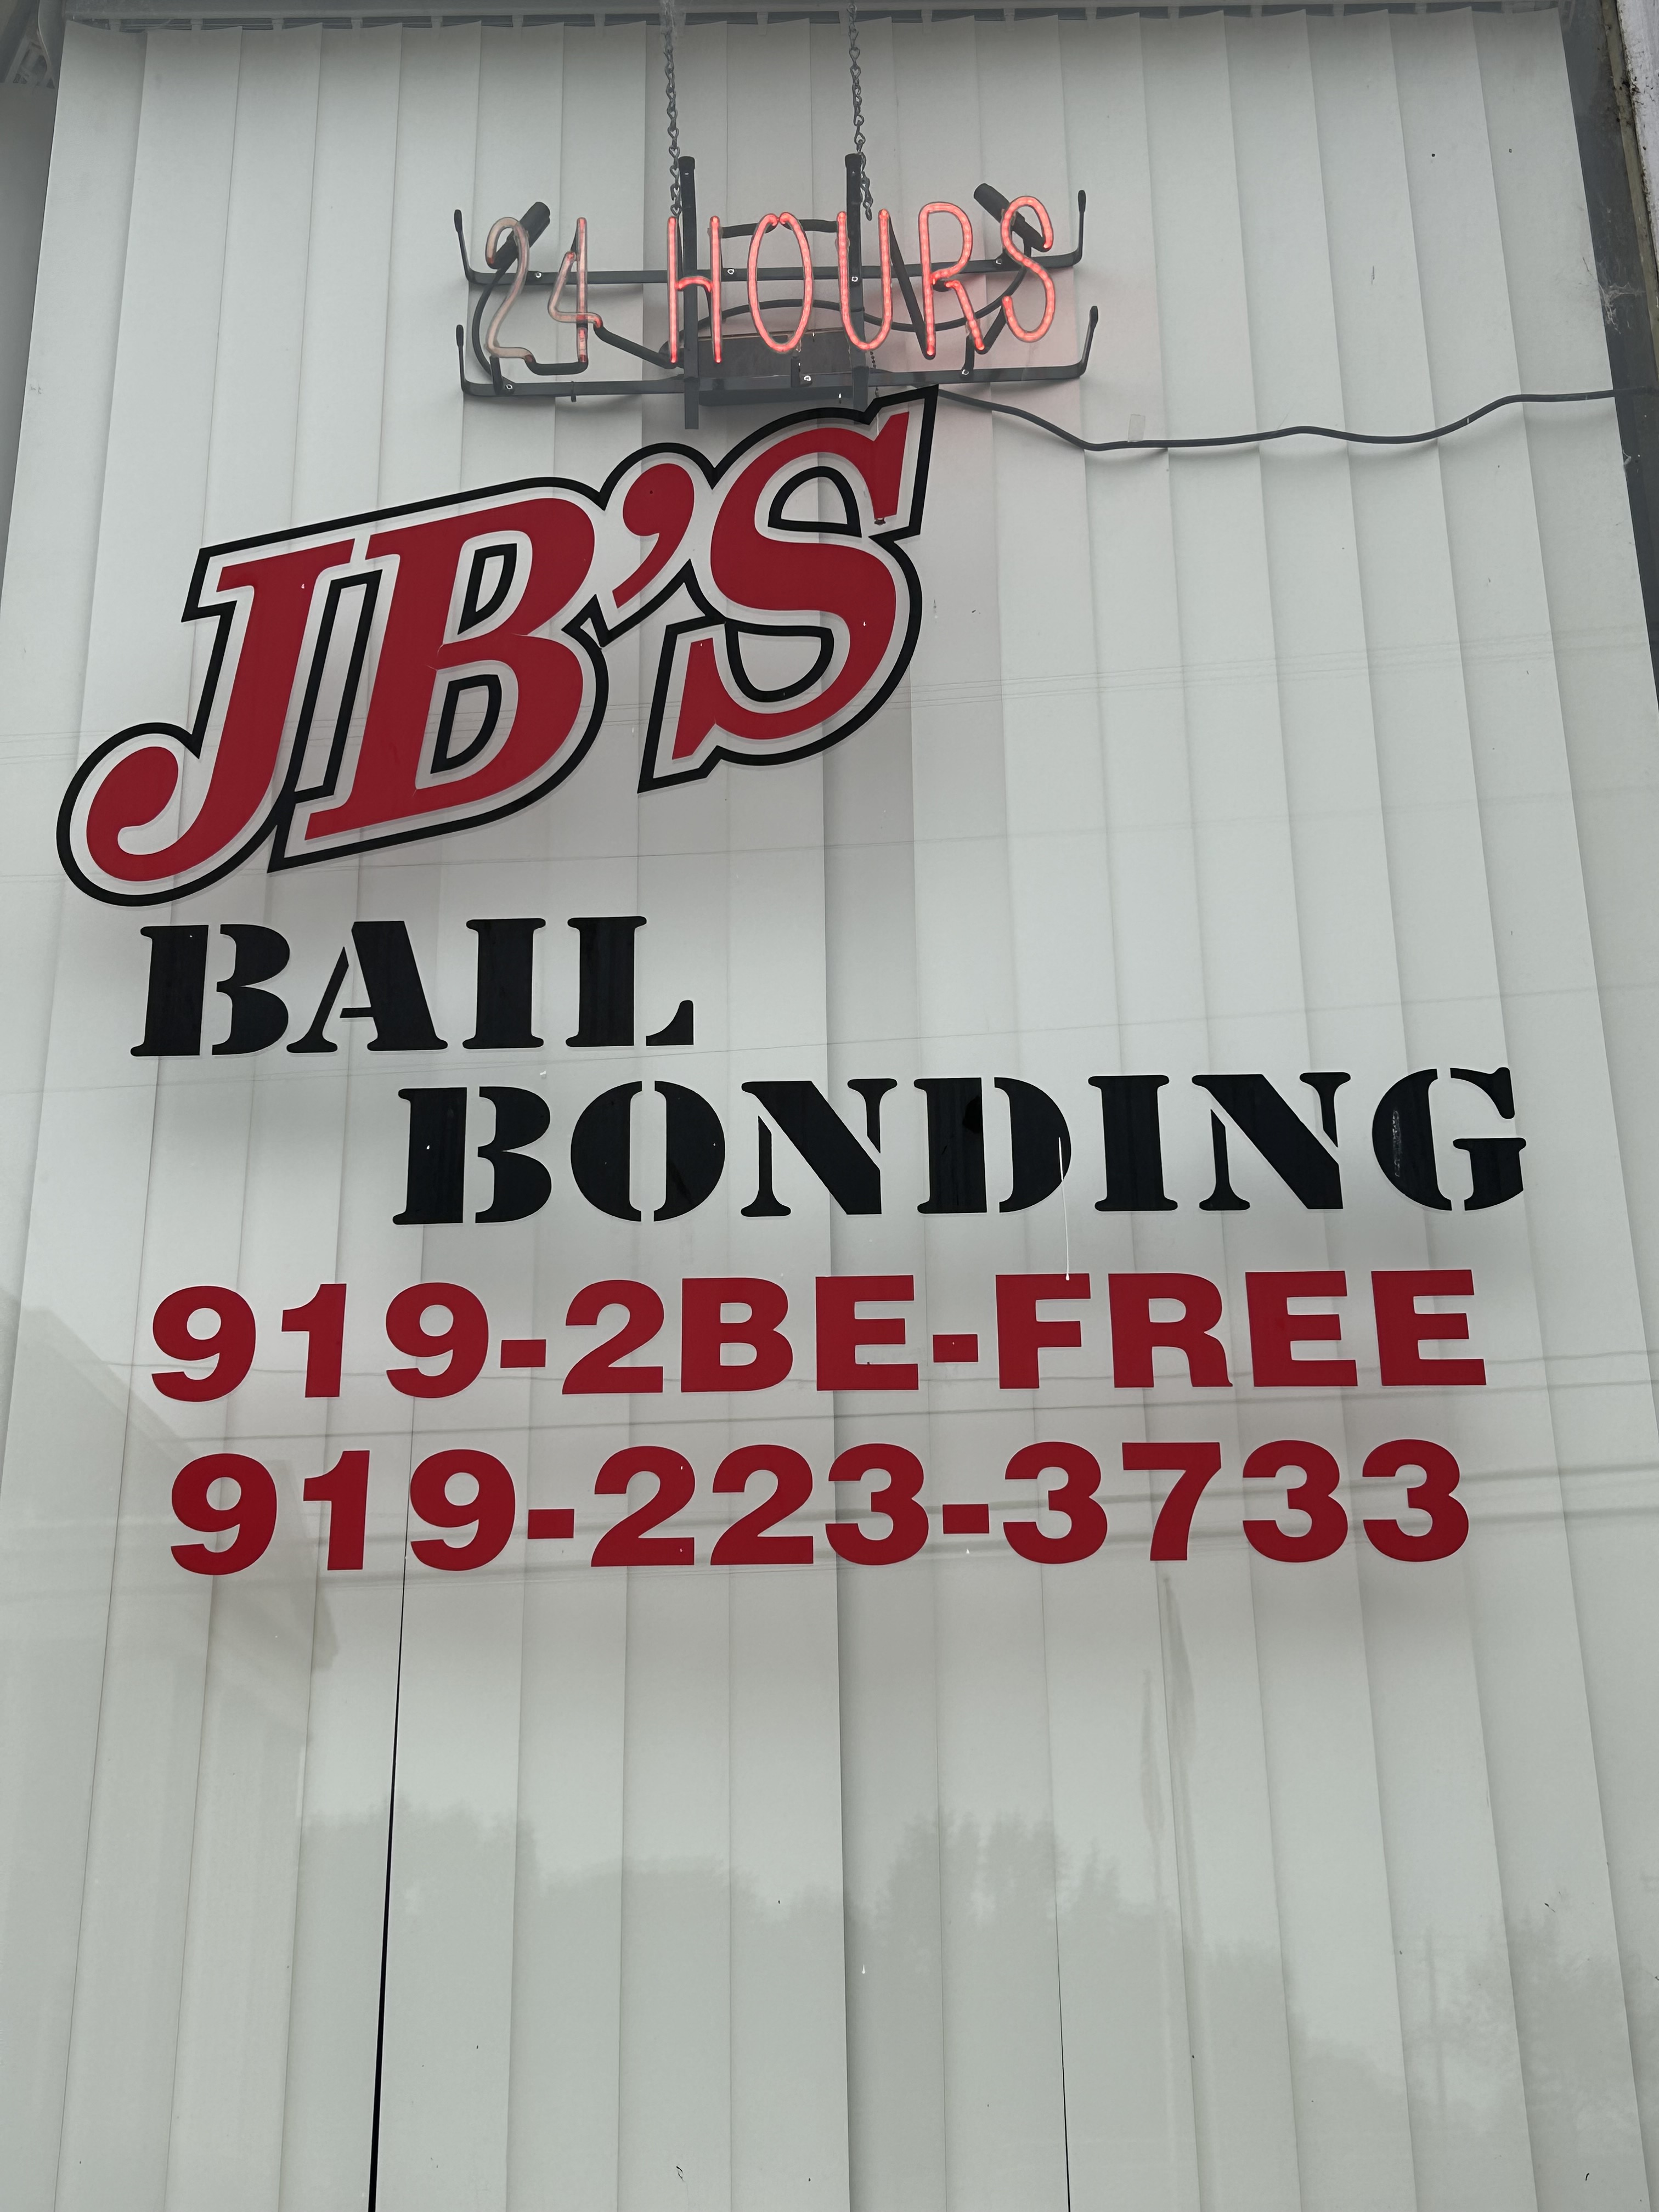 24 HOURS
JB'S
BAIL
BONDING
919-2BE-FREE
919-223-3733